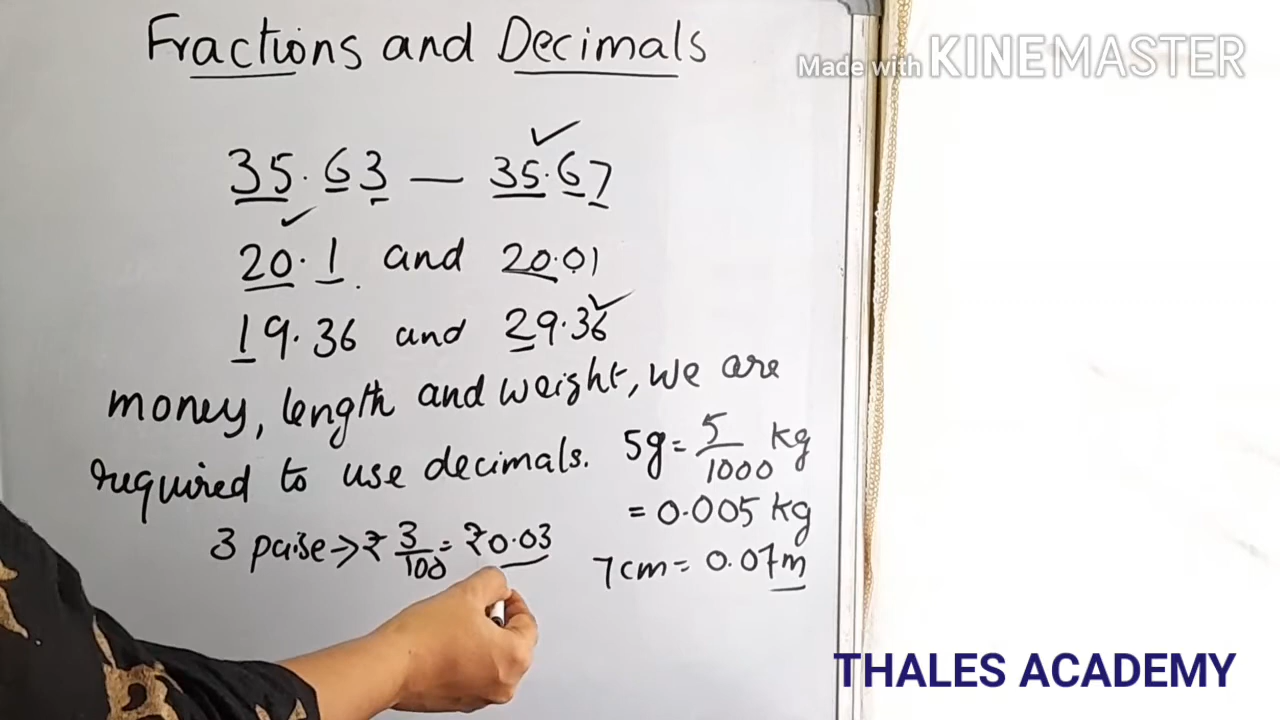 Fractions and Decimals
Made with KINEMASTER
35.63 — 35.67
20.1 and 20.01
19.36 and 29.36
money, length and weight, we are
required to use decimals.
5g = 5/1000 kg
= 0.005 kg
3 paise → ₹ 3/100 = ₹0.03
7cm = 0.07m
THALES ACADEMY